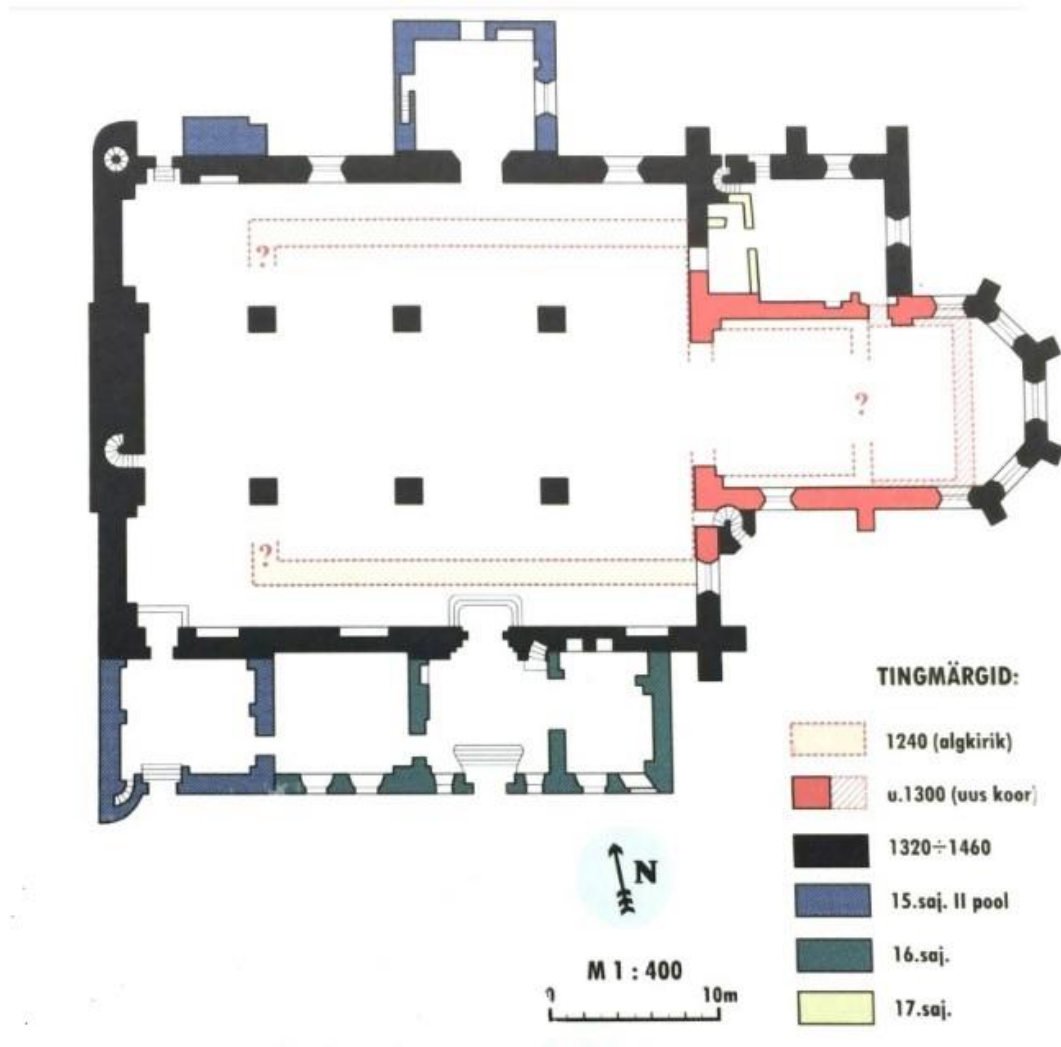 ?
?
?
TINGMÄRGID:
1240 (algkirik)
u.1300 (uus koor)
1320÷1460
15.saj. II pool
16.saj.
17.saj.
N
M 1 : 400
0 10m